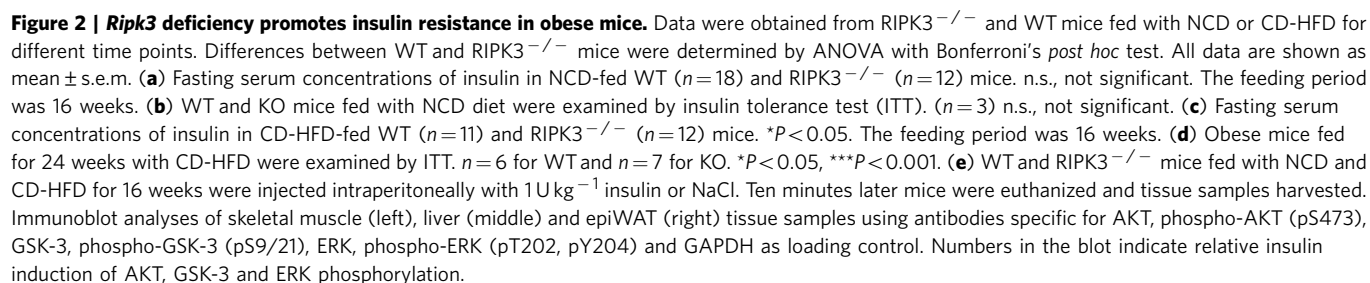 Figure 2 | Ripk3 deficiency promotes insulin resistance in obese mice. Data were obtained from RIPK3−/− and WT mice fed with NCD or CD-HFD for
different time points. Differences between WT and RIPK3−/− mice were determined by ANOVA with Bonferroni's post hoc test. All data are shown as
mean ± s.e.m. (a) Fasting serum concentrations of insulin in NCD-fed WT (n=18) and RIPK3−/− (n=12) mice. n.s., not significant. The feeding period
was 16 weeks. (b) WT and KO mice fed with NCD diet were examined by insulin tolerance test (ITT). (n=3) n.s., not significant. (c) Fasting serum
concentrations of insulin in CD-HFD-fed WT (n=11) and RIPK3−/− (n=12) mice. *P<0.05. The feeding period was 16 weeks. (d) Obese mice fed
for 24 weeks with CD-HFD were examined by ITT. n=6 for WT and n=7 for KO. *P<0.05, ***P<0.001. (e) WT and RIPK3−/− mice fed with NCD and
CD-HFD for 16 weeks were injected intraperitoneally with 1 U kg−1 insulin or NaCl. Ten minutes later mice were euthanized and tissue samples harvested.
Immunoblot analyses of skeletal muscle (left), liver (middle) and epiWAT (right) tissue samples using antibodies specific for AKT, phospho-AKT (pS473),
GSK-3, phospho-GSK-3 (pS9/21), ERK, phospho-ERK (pT202, pY204) and GAPDH as loading control. Numbers in the blot indicate relative insulin
induction of AKT, GSK-3 and ERK phosphorylation.